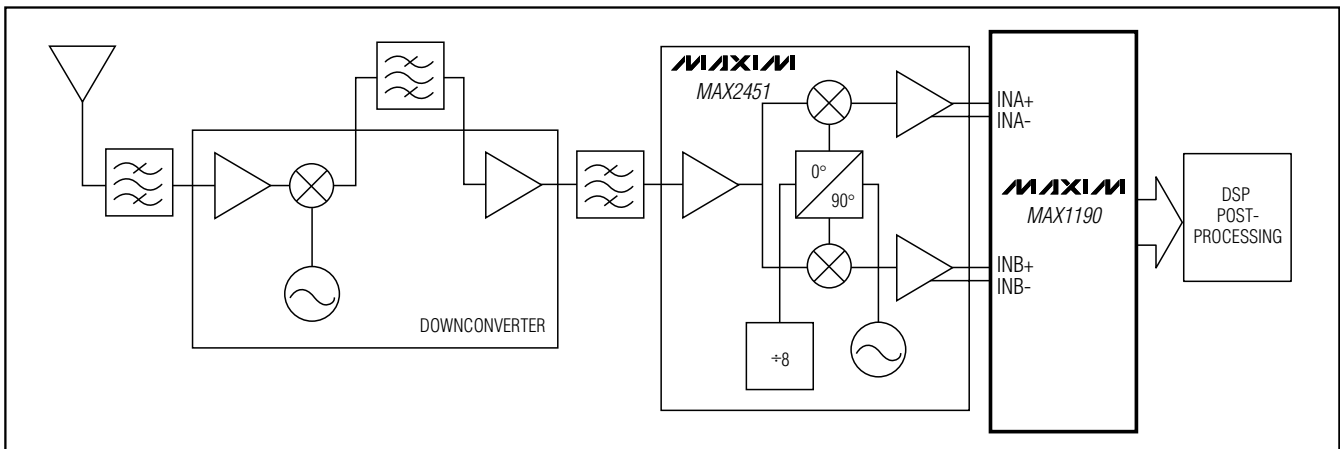 DOWNCONVERTER
MAXIM
MAX2451
0°
90°
÷8
INA+
INA-
MAXIM
MAX1190
INB+
INB-
DSP
POST-
PROCESSING